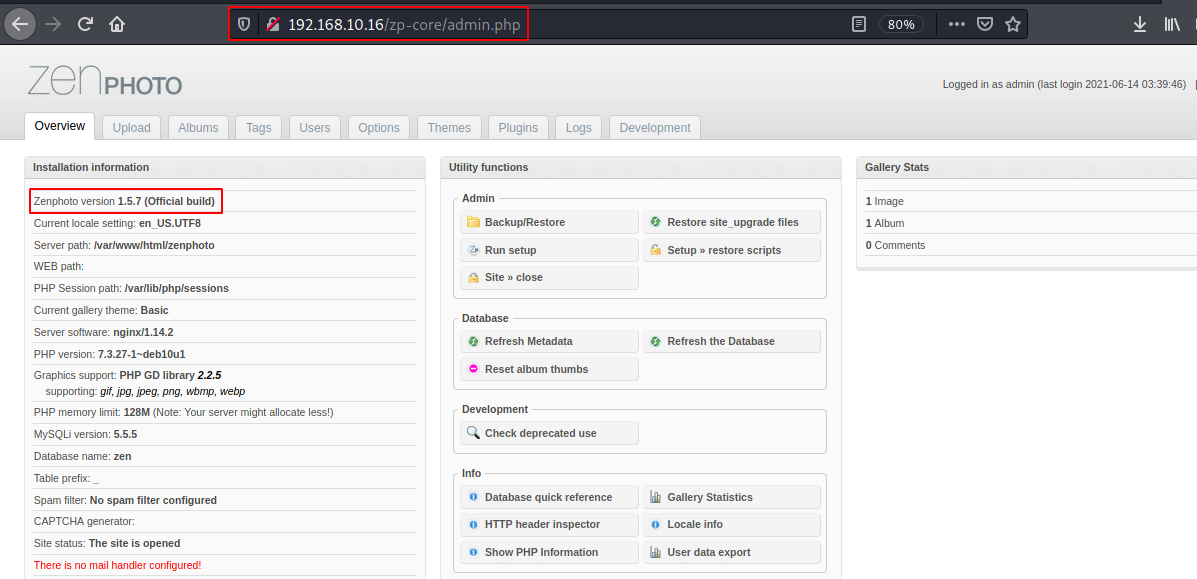 192.168.10.16/zp-core/admin.php
80%
zenPHOTO
Logged in as admin (last login 2021-06-14 03:39:46) |
Overview Upload Albums Tags Users Options Themes Plugins Logs Development
Installation information
Zenphoto version 1.5.7 (Official build)
Current locale setting: en_US.UTF8
Server path: /var/www/html/zenphoto
WEB path:
PHP Session path: /var/lib/php/sessions
Current gallery theme: Basic
Server software: nginx/1.14.2
PHP version: 7.3.27-1~deb10u1
Graphics support: PHP GD library 2.2.5
supporting: gif, jpg, jpeg, png, wbmp, webp
PHP memory limit: 128M (Note: Your server might allocate less!)
MySQLi version: 5.5.5
Database name: zen
Table prefix: _
Spam filter: No spam filter configured
CAPTCHA generator:
Site status: The site is opened
There is no mail handler configured!
Utility functions
Admin
Backup/Restore
Restore site_upgrade files
Run setup
Setup » restore scripts
Site » close
Database
Refresh Metadata
Refresh the Database
Reset album thumbs
Development
Check deprecated use
Info
Database quick reference
Gallery Statistics
HTTP header inspector
Locale info
Show PHP Information
User data export
Gallery Stats
1 Image
1 Album
0 Comments